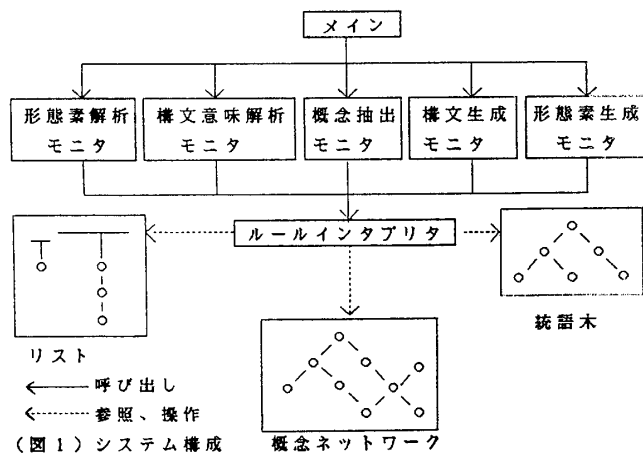 メイン
形態素解析
モニタ
構文意味解析
モニタ
概念抽出
モニタ
構文生成
モニタ
形態素生成
モニタ
ルールインタプリタ
リスト
統語木
呼び出し
参照、操作
概念ネットワーク
(図1)システム構成